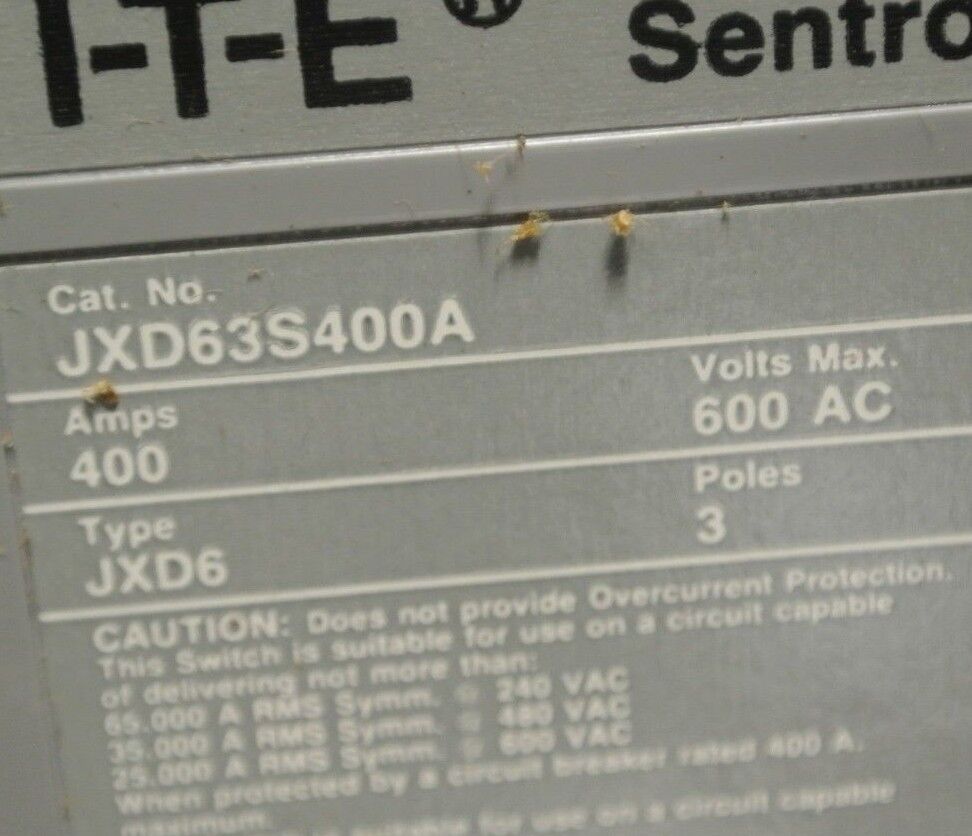 I-T-E® Sentro
Cat. No.
JXD63S400A
Amps
400
Volts Max.
600 AC
Type
JXD6
Poles
3
CAUTION: Does not provide Overcurrent Protection.
This Switch is suitable for use on a circuit capable
of delivering not more than:
65,000 A RMS Symm. @ 240 VAC
35,000 A RMS Symm. @ 480 VAC
25,000 A RMS Symm. @ 600 VAC
When protected by a circuit breaker rated 400 A.
maximum.
is suitable for use on a circuit capable